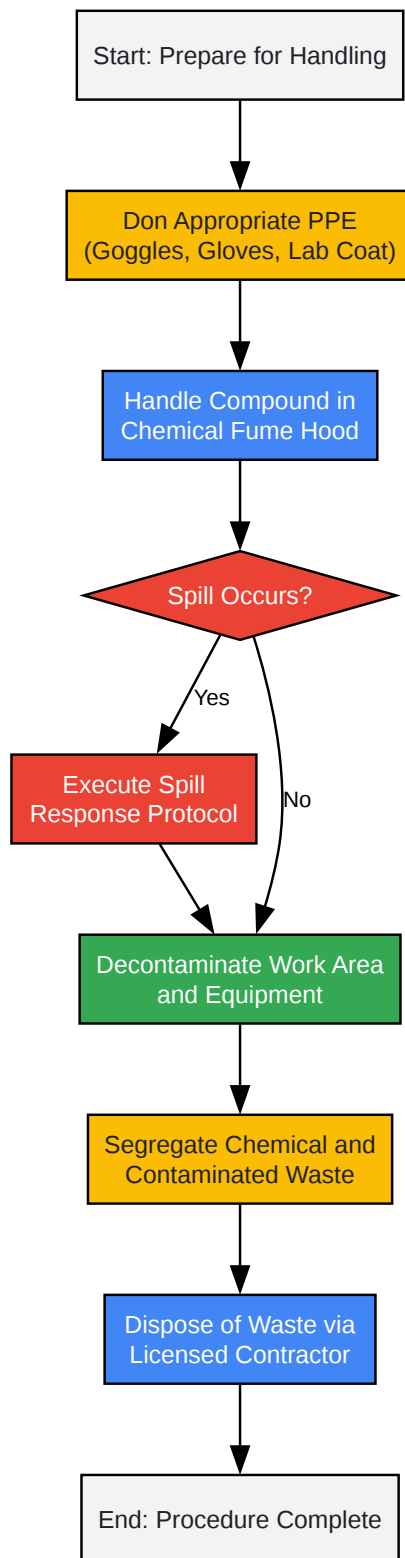 Start: Prepare for Handling
Don Appropriate PPE
(Goggles, Gloves, Lab Coat)
Handle Compound in
Chemical Fume Hood
Spill Occurs?
Yes
Execute Spill
Response Protocol
No
Decontaminate Work Area
and Equipment
Segregate Chemical and
Contaminated Waste
Dispose of Waste via
Licensed Contractor
End: Procedure Complete